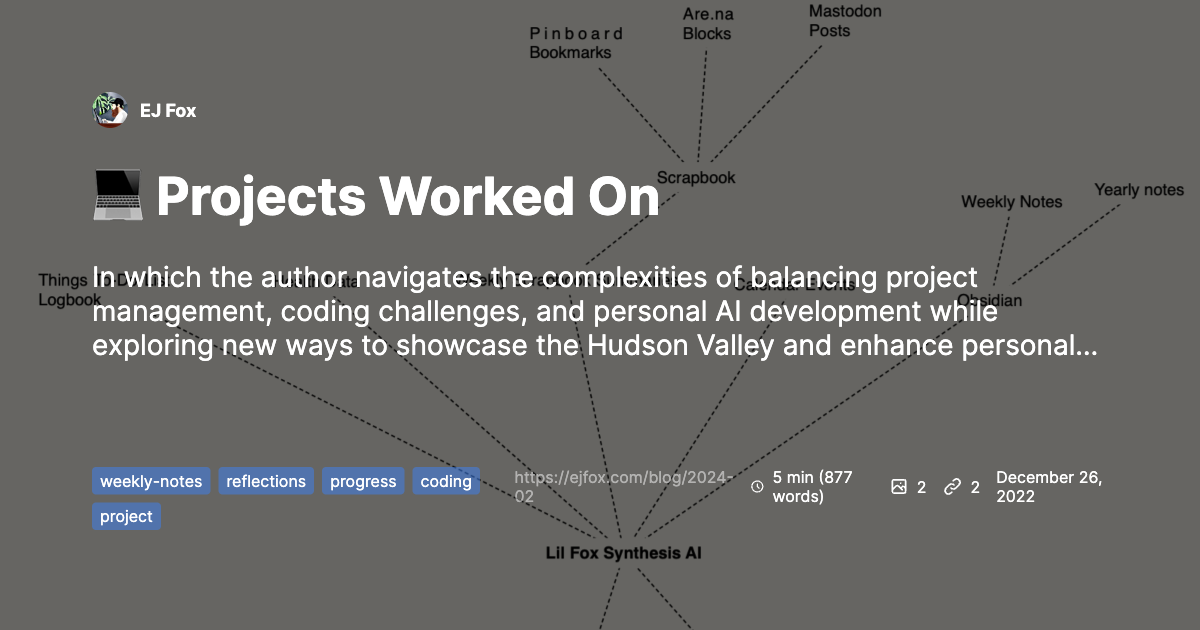 Are.na
Blocks
Mastodon
Posts
Pinboard
Bookmarks
EJ Fox
Scrapbook
💻 Projects Worked On
Yearly notes
Weekly Notes
Things
Logbook
Calendar Events
Obsidian
In which the author navigates the complexities of balancing project
management, coding challenges, and personal AI development while
exploring new ways to showcase the Hudson Valley and enhance personal...
weekly-notes
reflections
progress
coding
project
https://ejfox.com/blog/2024-
02
5 min (877
words)
2
2
December 26,
2022
Lil Fox Synthesis AI